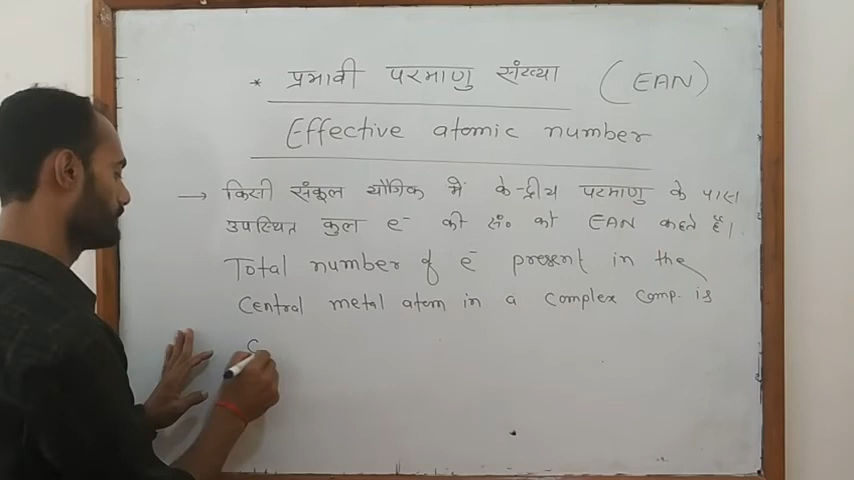 * प्रभावी परमाणु संख्या (EAN)
Effective atomic number
→ किसी संकुल यौगिक में केन्द्रीय परमाणु के पास
उपस्थित कुल e⁻ की सं० को EAN कहते हैं।
Total number of e⁻ present in the
Central metal atom in a complex comp. is
C